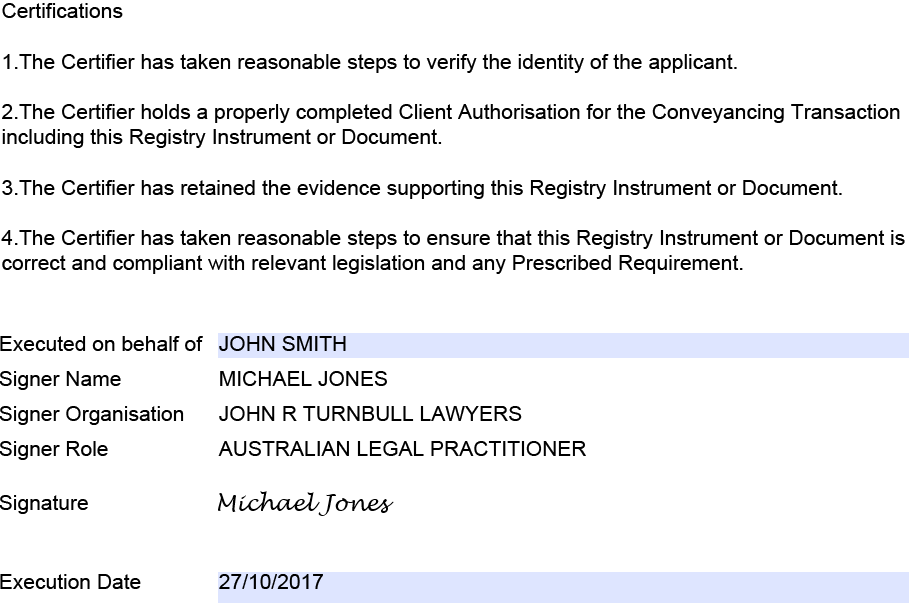 Certifications
1.The Certifier has taken reasonable steps to verify the identity of the applicant.
2.The Certifier holds a properly completed Client Authorisation for the Conveyancing Transaction
including this Registry Instrument or Document.
3.The Certifier has retained the evidence supporting this Registry Instrument or Document.
4.The Certifier has taken reasonable steps to ensure that this Registry Instrument or Document is
correct and compliant with relevant legislation and any Prescribed Requirement.
Executed on behalf of JOHN SMITH
Signer Name MICHAEL JONES
Signer Organisation JOHN R TURNBULL LAWYERS
Signer Role AUSTRALIAN LEGAL PRACTITIONER
Signature Michael Jones
Execution Date 27/10/2017